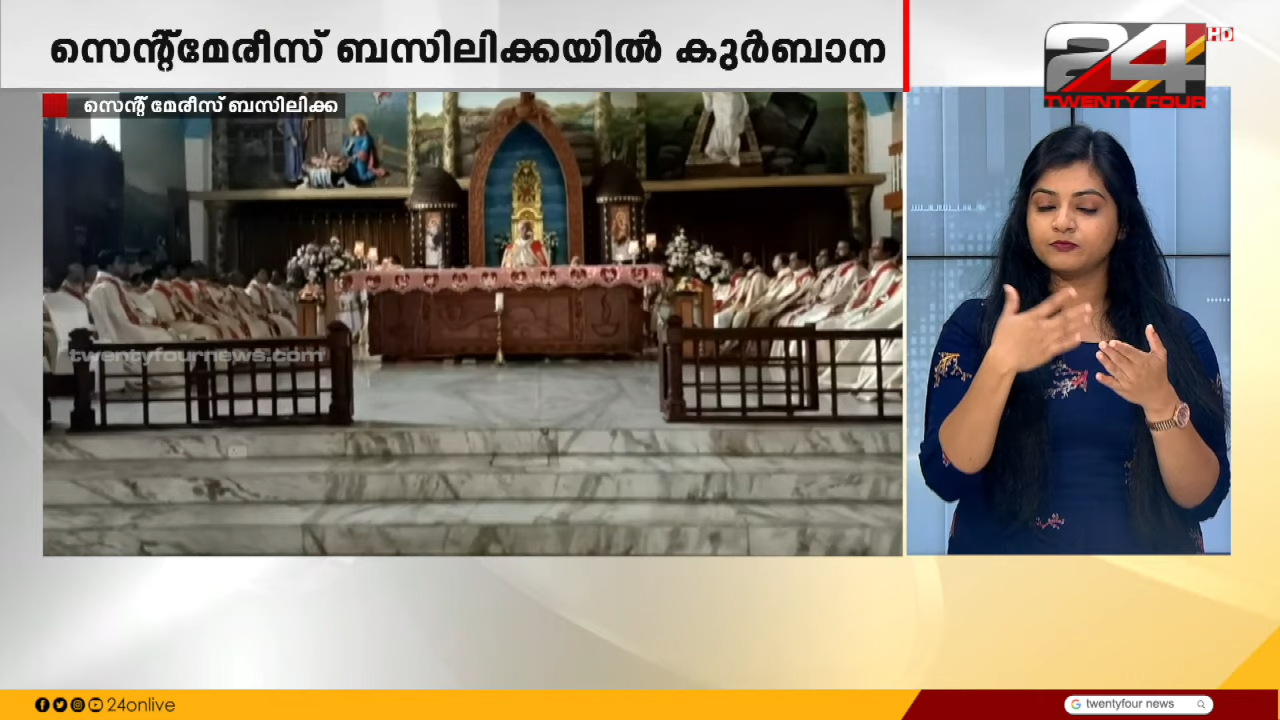 സെന്റ്മേരീസ് ബസിലിക്കയിൽ കുർബാന
24
HD
TWENTY FOUR
സെന്റ് മേരീസ് ബസിലിക്ക
twentyfournews.com
24onlive
twentyfour news